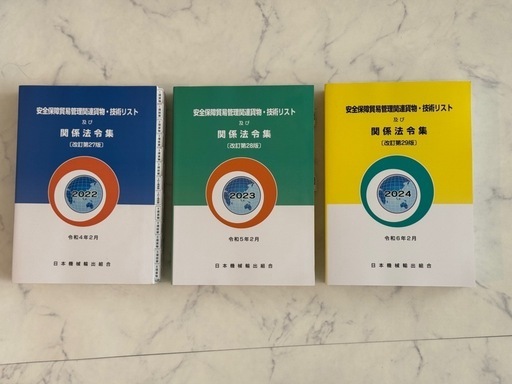 安全保障貿易管理関連貨物・技術リスト
及び
関係法令集
〔改訂第27版〕
2022
令和4年2月
日本機械輸出組合
安全保障貿易管理関連貨物・技術リスト
及び
関係法令集
〔改訂第28版〕
2023
令和5年2月
日本機械輸出組合
安全保障貿易管理関連貨物・技術リスト
及び
関係法令集
〔改訂第29版〕
2024
令和6年2月
日本機械輸出組合